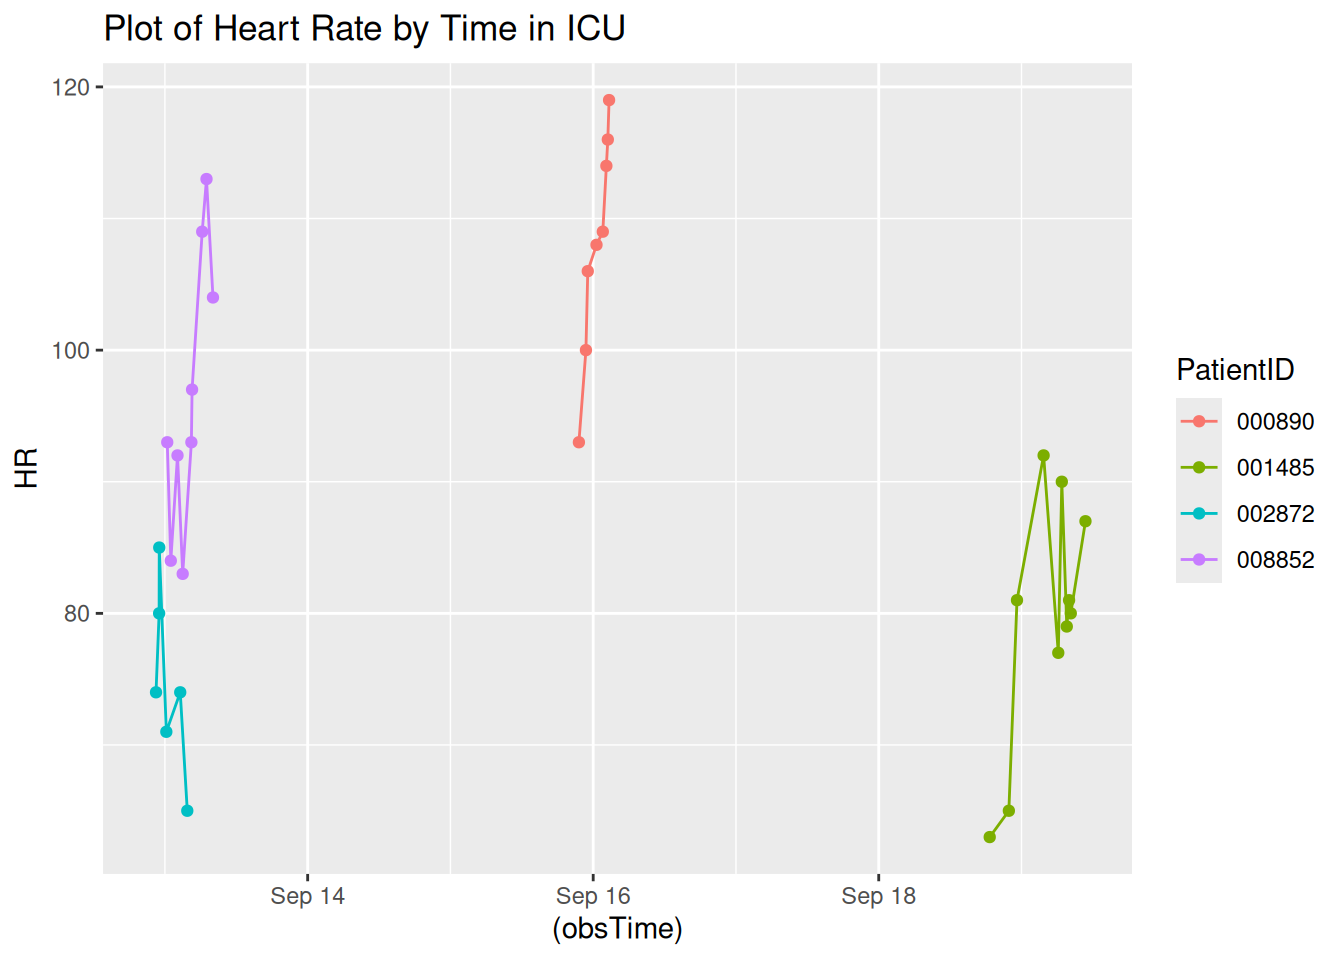 Plot of Heart Rate by Time in ICU
120
100
80
HR
Sep 14
Sep 16
Sep 18
(obsTime)
PatientID
000890
001485
002872
008852